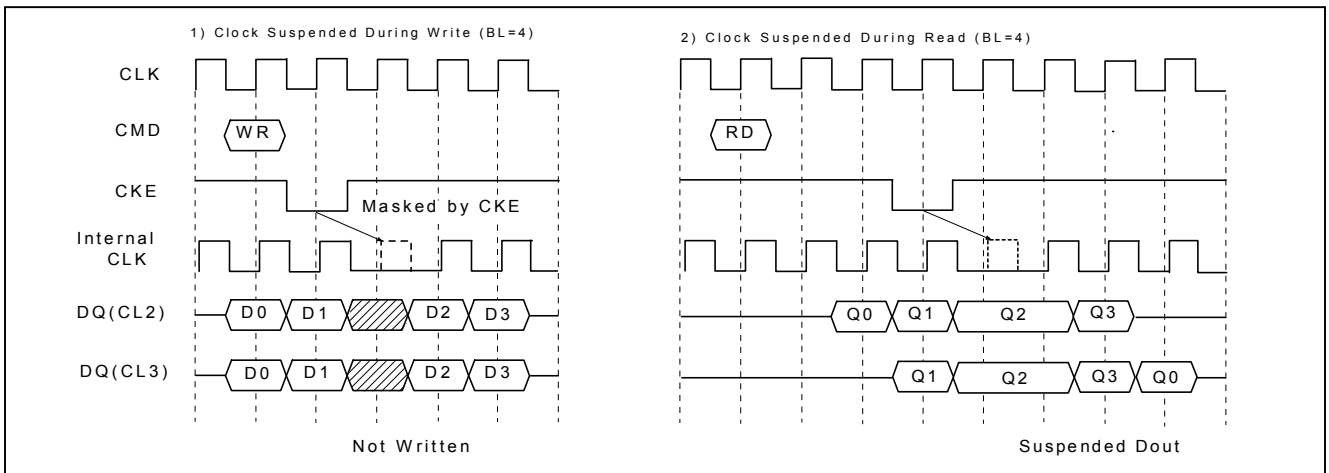 1) Clock Suspended During Write (BL=4)
2) Clock Suspended During Read (BL=4)
CLK
CMD
WR
RD
CKE
Masked by CKE
Internal
CLK
DQ(CL2)
D0 D1 D2 D3
Q0 Q1 Q2 Q3
DQ(CL3)
D0 D1 D2 D3
Q1 Q2 Q3 Q0
Not Written
Suspended Dout